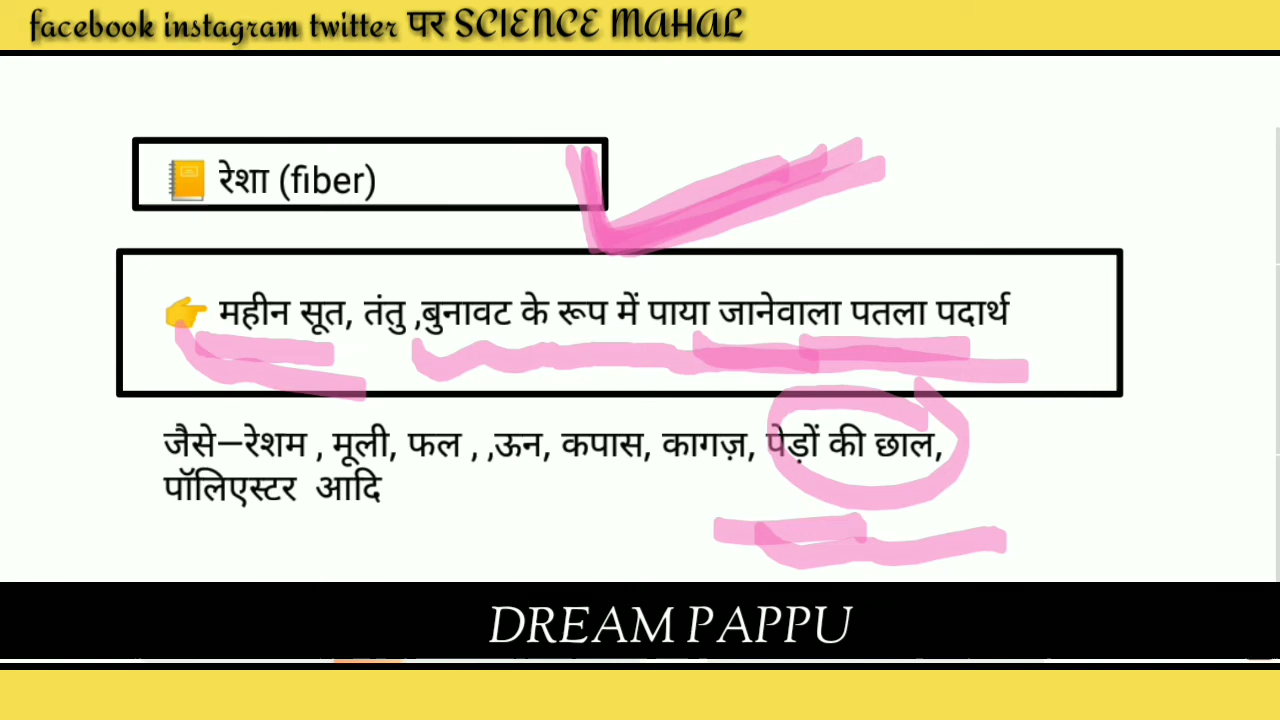 facebook instagram twitter पर SCIENCE MAHAL
रेशा (fiber)
महीन सूत, तंतु ,बुनावट के रूप में पाया जानेवाला पतला पदार्थ
जैसे—रेशम , मूली, फल , ,ऊन, कपास, कागज़, पेड़ों की छाल,
पॉलिएस्टर आदि
DREAM PAPPU